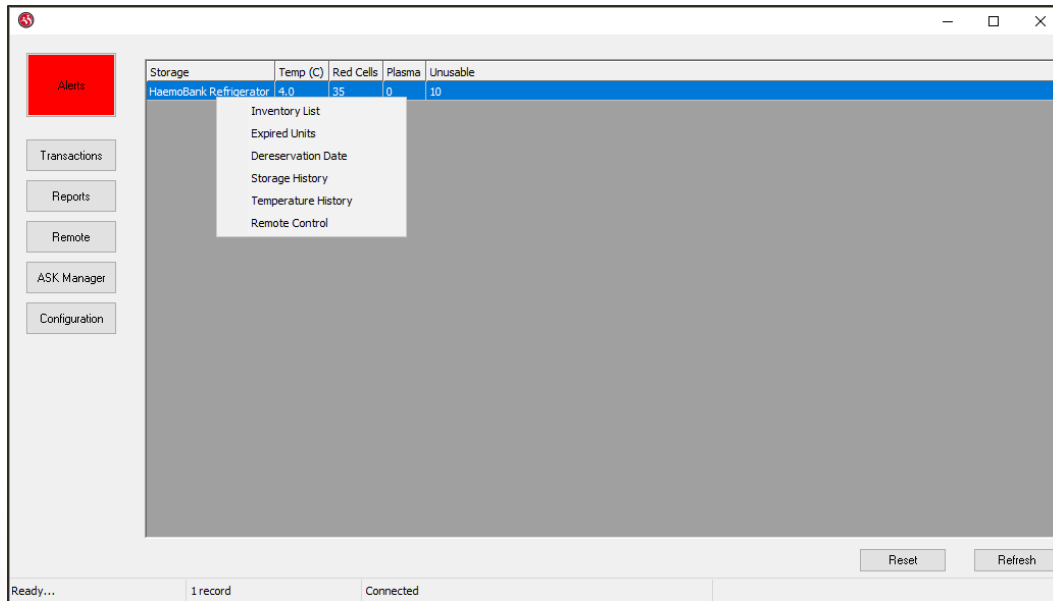 Alerts
Transactions
Reports
Remote
ASK Manager
Configuration
Storage Temp (C) Red Cells Plasma Unusable
HaemoBank Refrigerator 4.0 35 0 10
Inventory List
Expired Units
Dereservation Date
Storage History
Temperature History
Remote Control
Reset Refresh
Ready... 1 record Connected